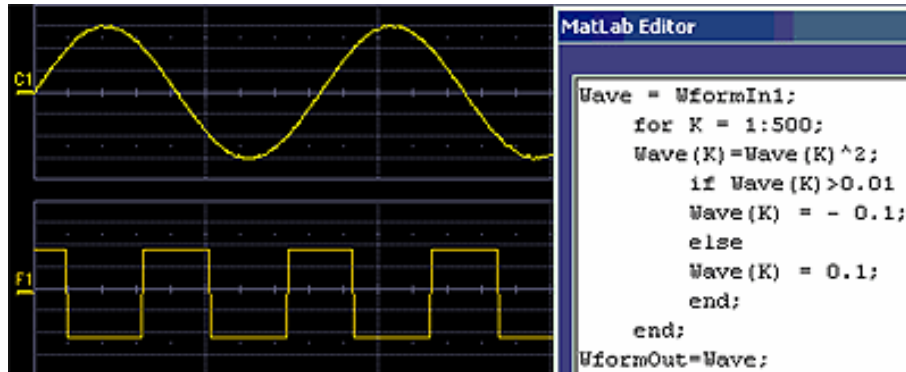 C1
F1
MatLab Editor
Wave = WformIn1;
for K = 1:500;
Wave(K)=Wave(K)^2;
if Wave(K)>0.01
Wave(K) = - 0.1;
else
Wave(K) = 0.1;
end;
end;
WformOut=Wave;